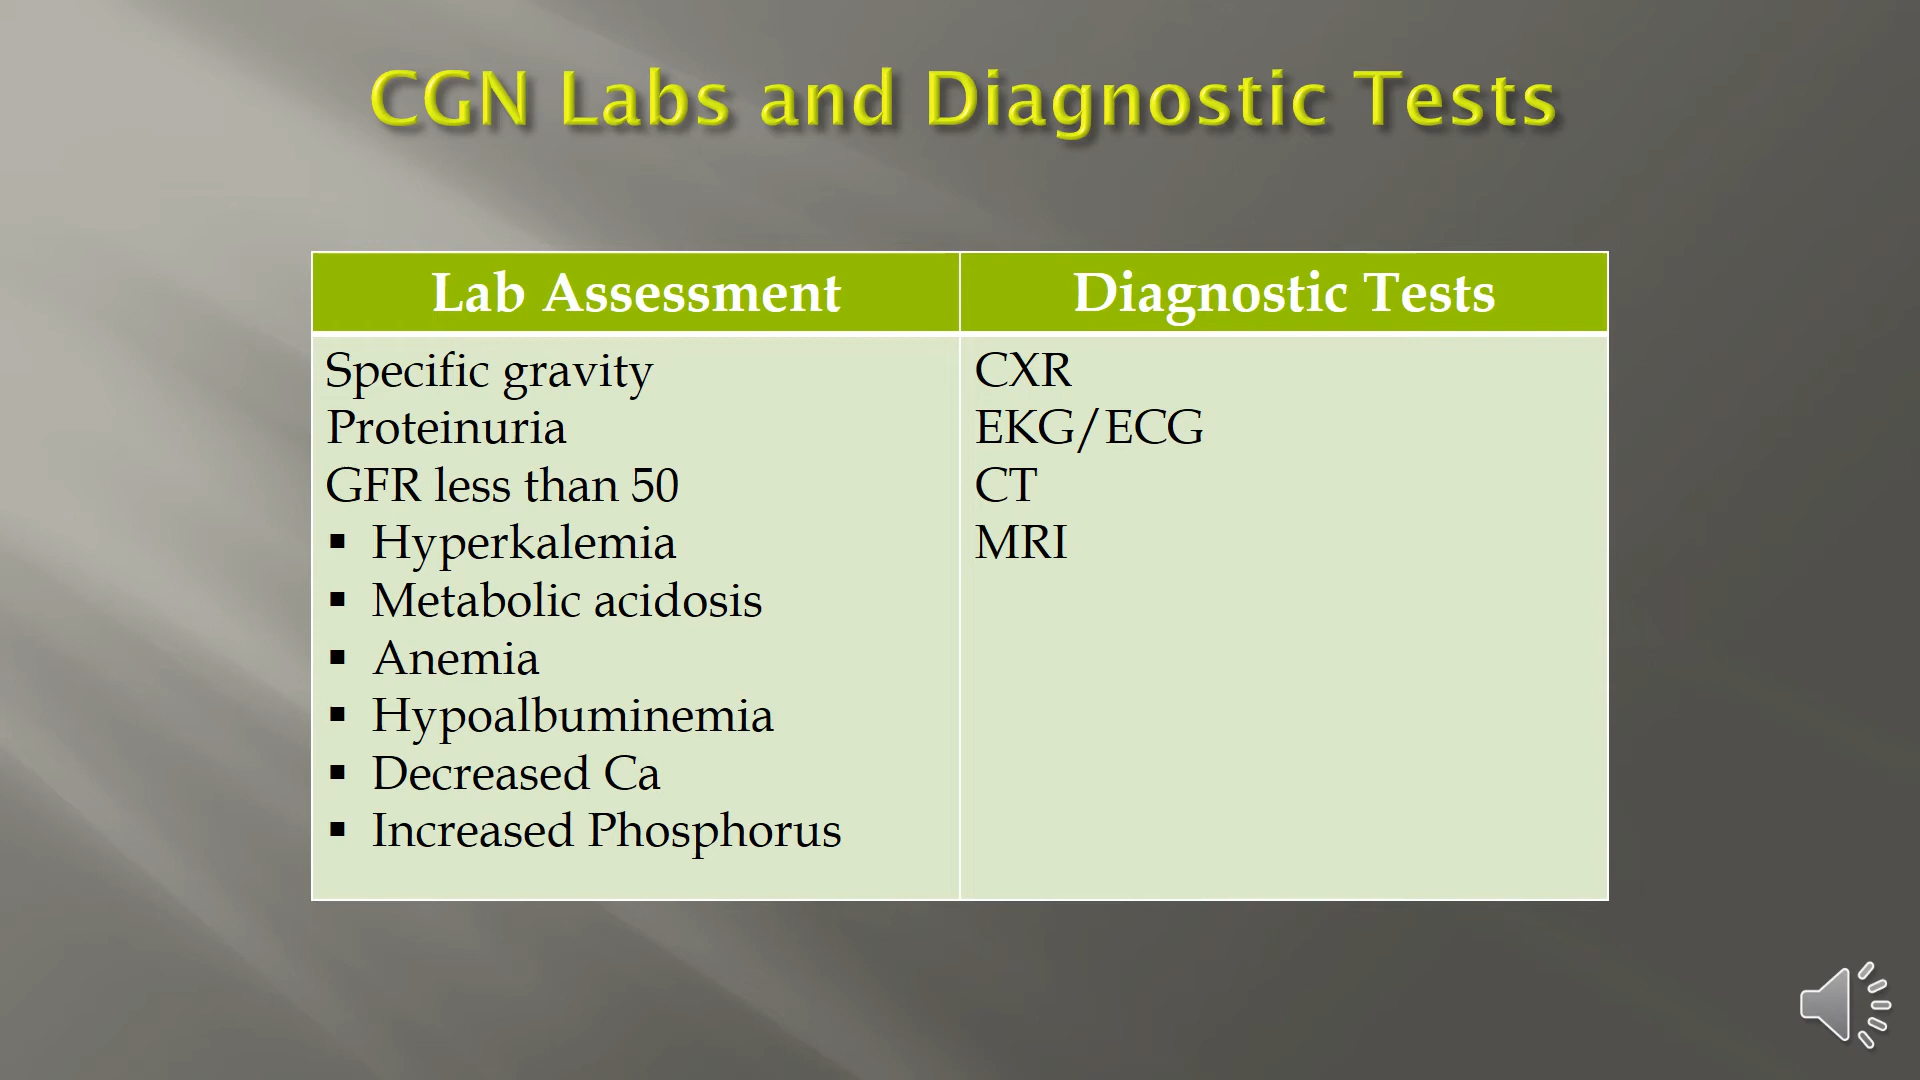 CGN Labs and Diagnostic Tests
Lab Assessment
Specific gravity
Proteinuria
GFR less than 50
▪ Hyperkalemia
▪ Metabolic acidosis
▪ Anemia
▪ Hypoalbuminemia
▪ Decreased Ca
▪ Increased Phosphorus
Diagnostic Tests
CXR
EKG/ECG
CT
MRI